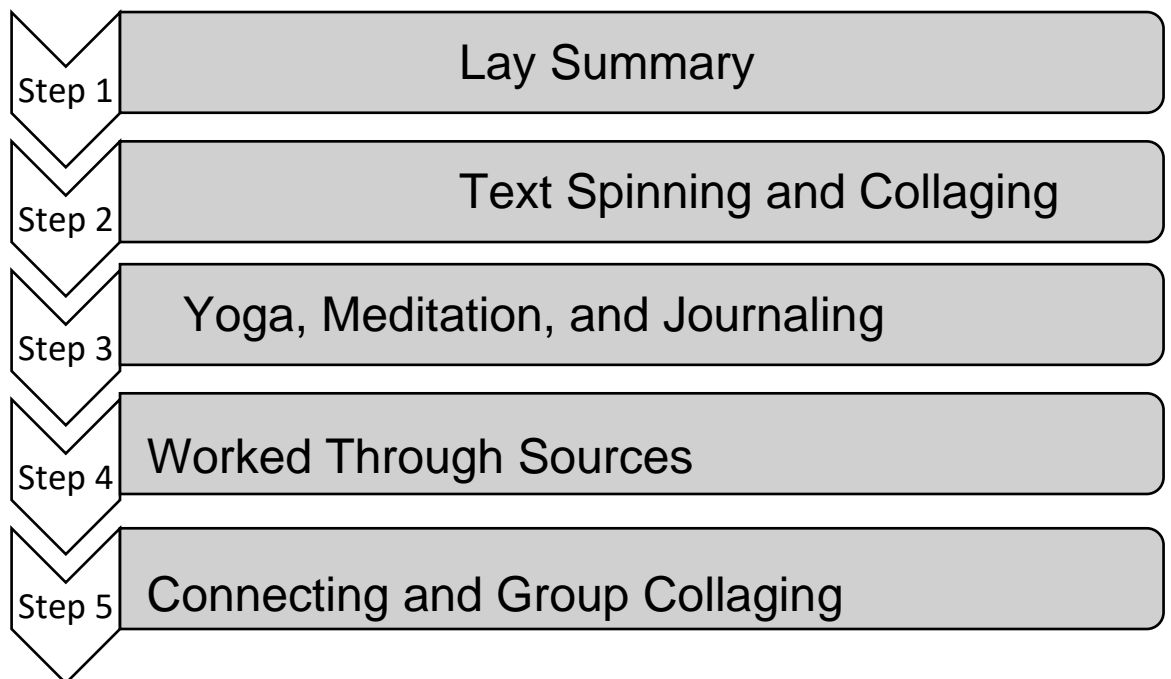 Step 1
Lay Summary
Step 2
Text Spinning and Collaging
Step 3
Yoga, Meditation, and Journaling
Step 4
Worked Through Sources
Step 5
Connecting and Group Collaging